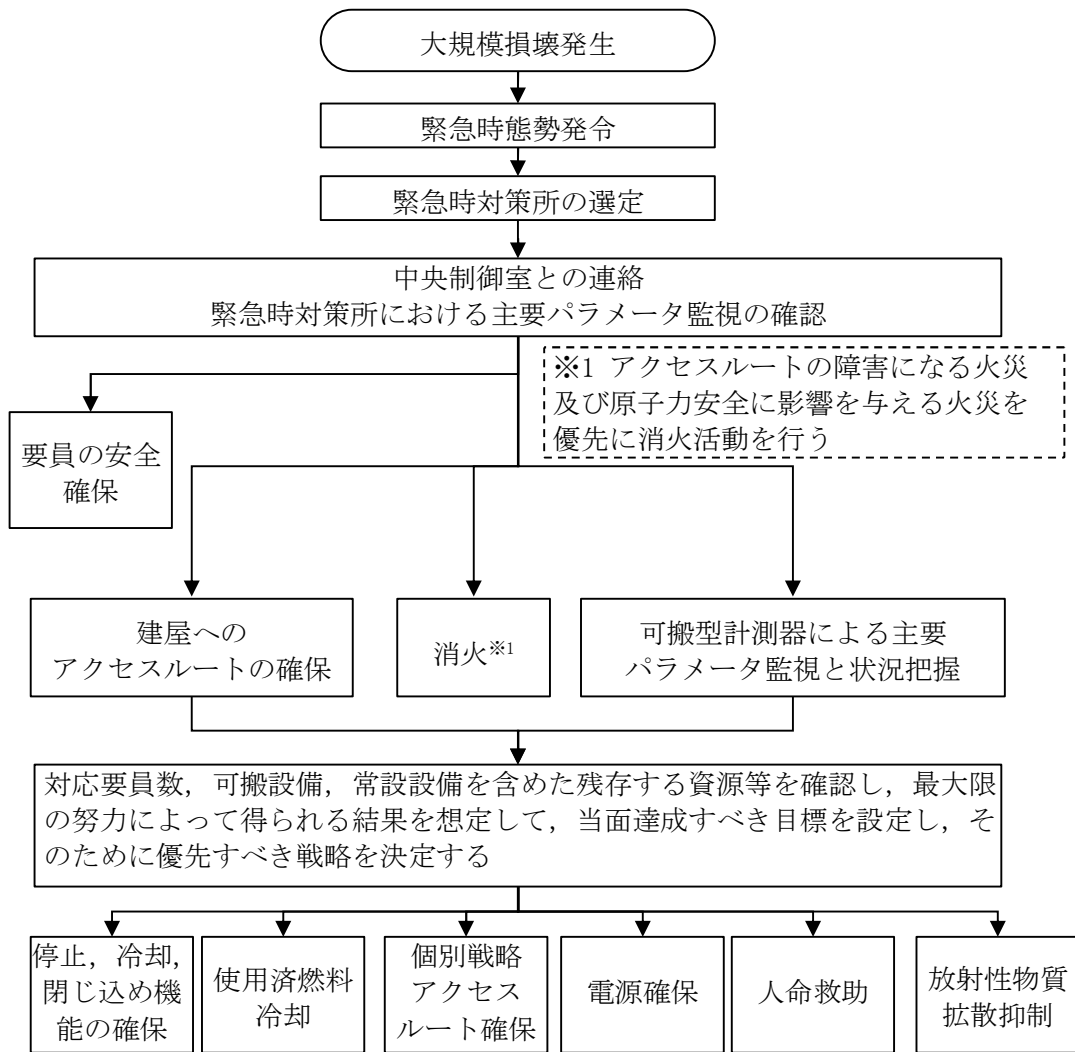 大規模損壊発生
緊急時態勢発令
緊急時対策所の選定
中央制御室との連絡
緊急時対策所における主要パラメータ監視の確認
※1 アクセスルートの障害になる火災
及び原子力安全に影響を与える火災を
優先に消火活動を行う
要員の安全
確保
建屋への
アクセスルートの確保
消火※1
可搬型計測器による主要
パラメータ監視と状況把握
対応要員数，可搬設備，常設設備を含めた残存する資源等を確認し，最大限
の努力によって得られる結果を想定して，当面達成すべき目標を設定し，そ
のために優先すべき戦略を決定する
停止，冷却，
閉じ込め機
能の確保
使用済燃料
冷却
個別戦略
アクセス
ルート確保
電源確保
人命救助
放射性物質
拡散抑制